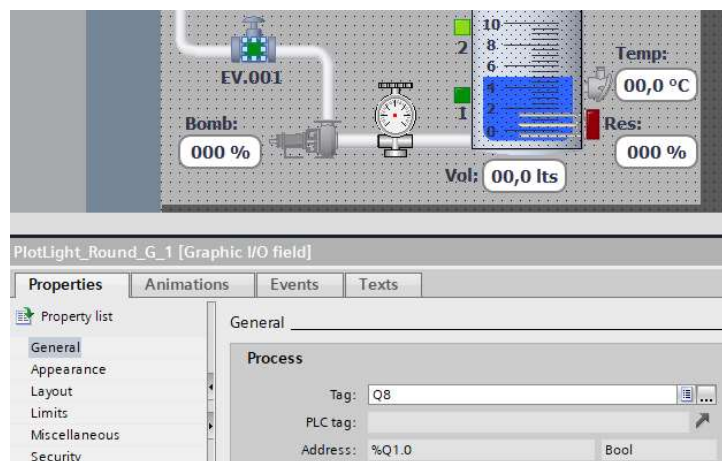 10
2
8
6
4
1
2
0
EV.001
Temp:
00,0 ºC
Bomb:
000 %
Res:
000 %
Vol:
00,0 lts
PlotLight_Round_G_1 [Graphic I/O field]
Properties
Animations
Events
Texts
Property list
General
General
Appearance
Process
Layout
Tag:
Q8
...
Limits
PLC tag:
Miscellaneous
Security
Address:
%Q1.0
Bool